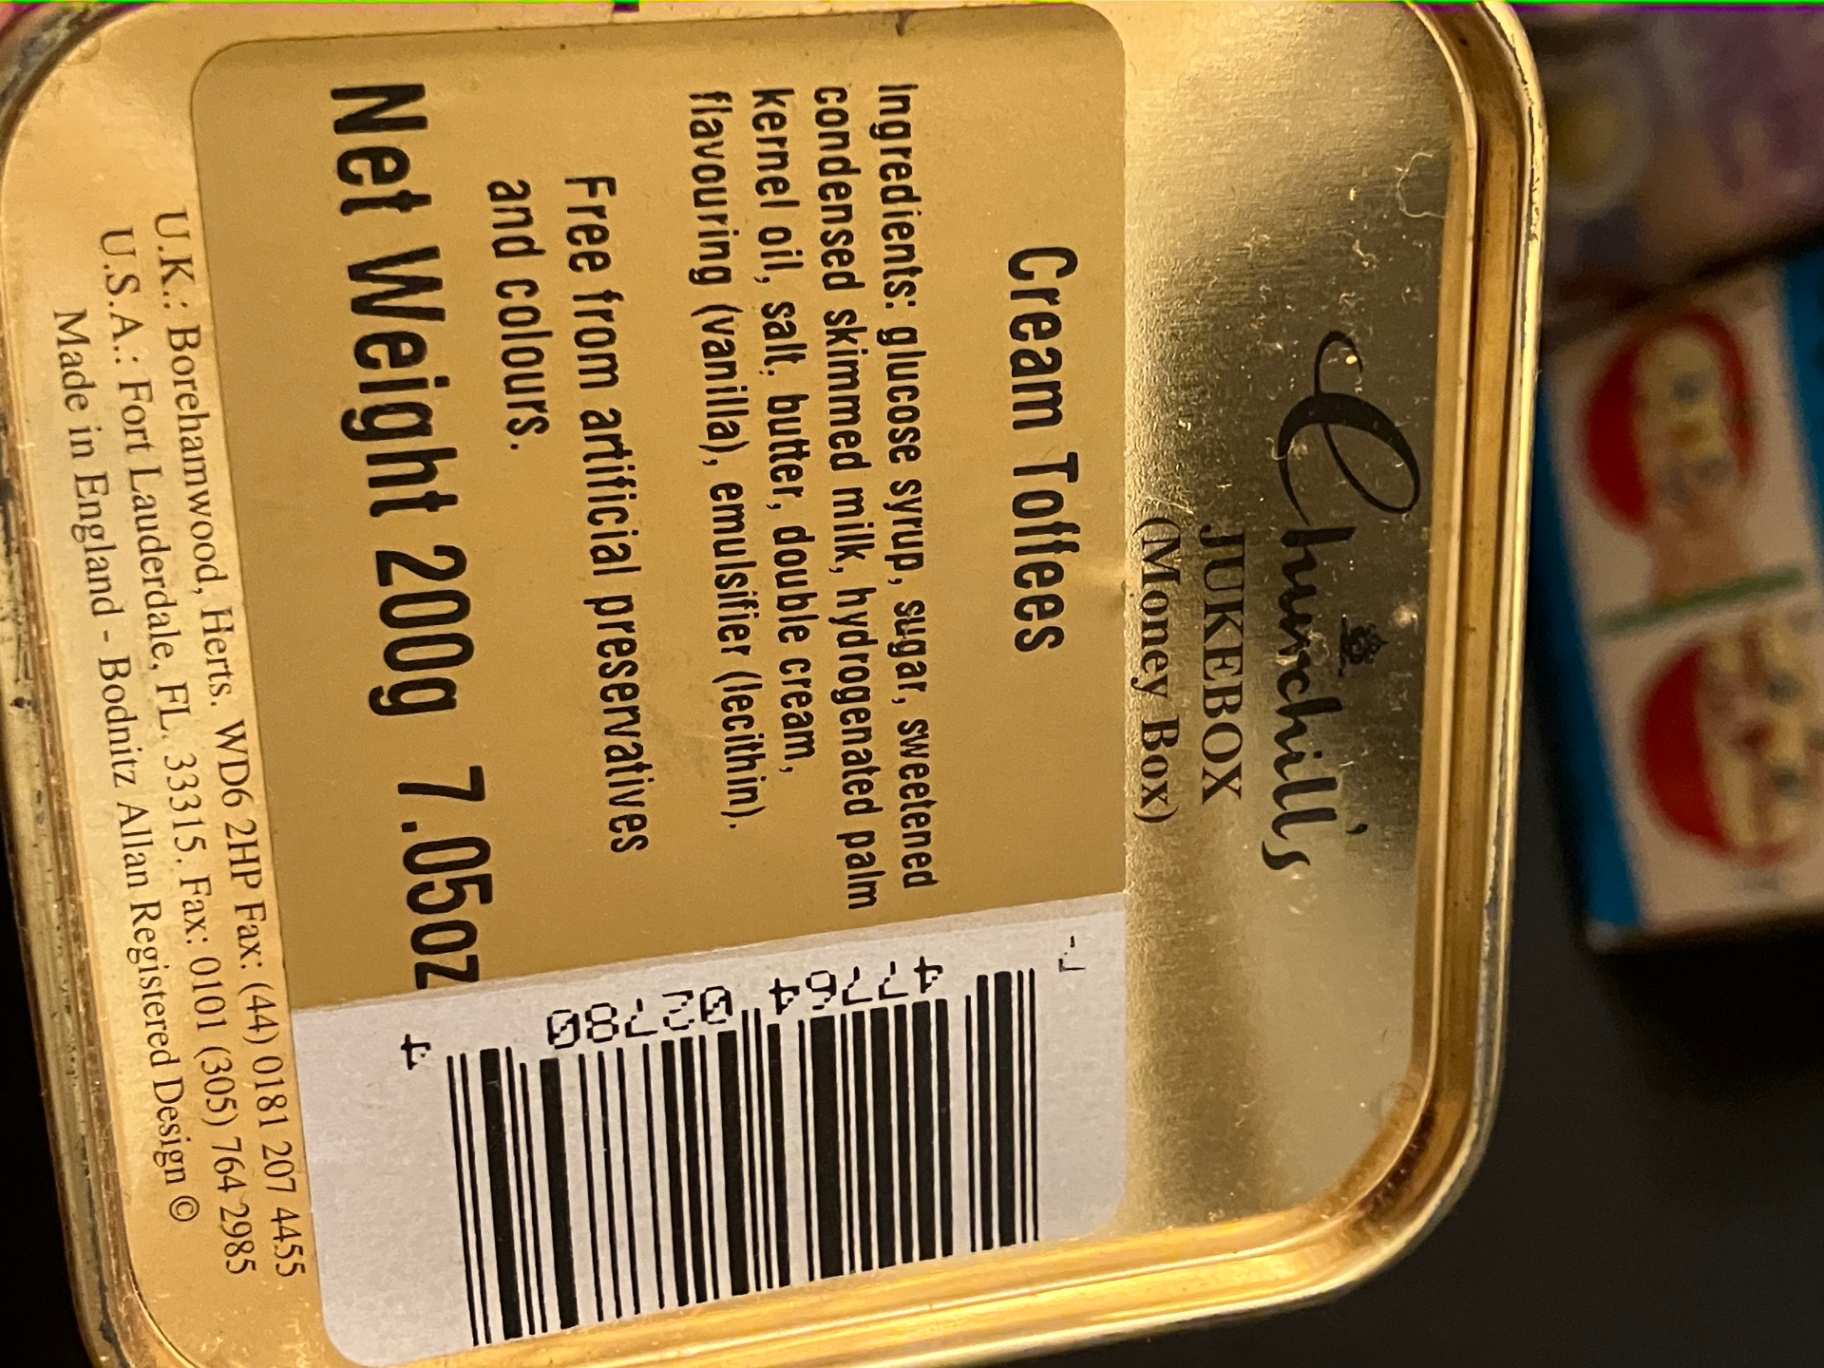 Churchill's
JUKEBOX
(Money Box)
Cream Toffees
Ingredients: glucose syrup, sugar, sweetened
condensed skimmed milk, hydrogenated palm
kernel oil, salt, butter, double cream,
flavouring (vanilla), emulsifier (lecithin).
Free from artificial preservatives
and colours.
Net Weight 200g 7.05oz
7 47764 02780 4
U.K.: Borehamwood, Herts. WD6 2HP Fax: (44) 0181 207 4455
U.S.A.: Fort Lauderdale, FL. 33315. Fax: 0101 (305) 764 2985
Made in England - Bodnitz Allan Registered Design ©